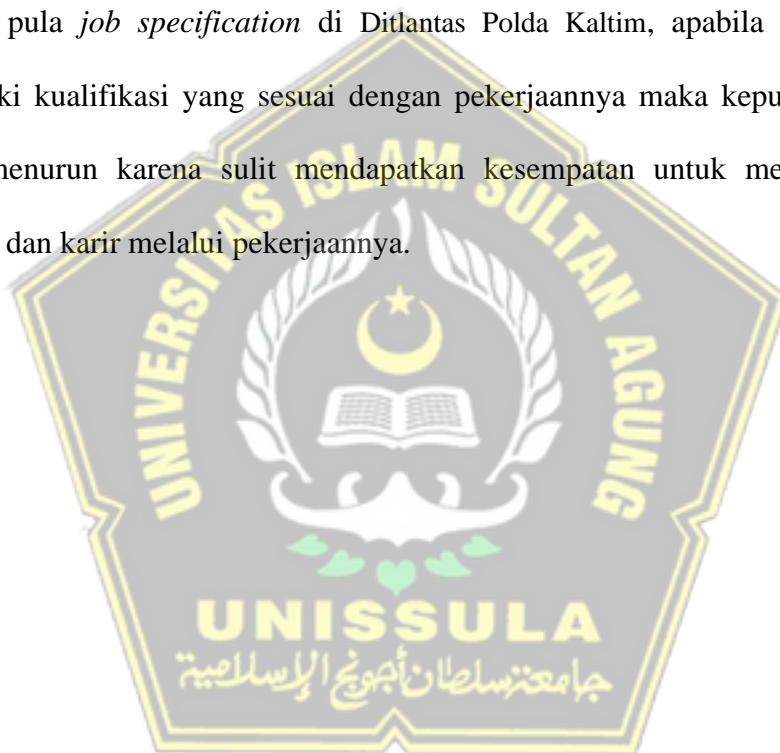 pula job specification di Ditlantas Polda Kaltim, apabila
ki kualifikasi yang sesuai dengan pekerjaannya maka kepu
menurun karena sulit mendapatkan kesempatan untuk me
dan karir melalui pekerjaannya.
UNIVERSITAS ISLAM SULTAN AGUNG
UNISSULA
جامعة سلطان أجونج الإسلامية